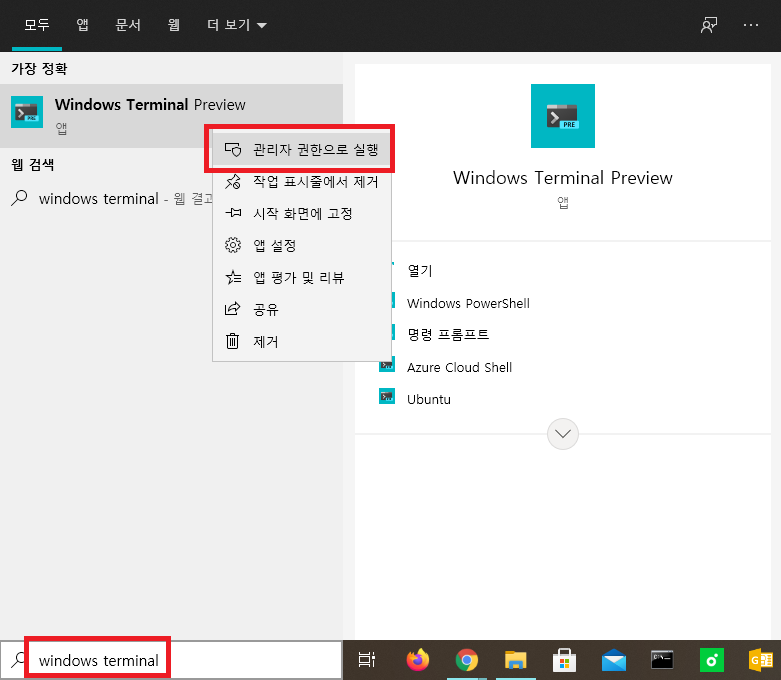 모두 앱 문서 웹 더 보기
가장 정확
Windows Terminal Preview
앱
웹 검색
windows terminal - 웹 결과
관리자 권한으로 실행
작업 표시줄에서 제거
시작 화면에 고정
앱 설정
앱 평가 및 리뷰
공유
제거
PRE
Windows Terminal Preview
앱
열기
Windows PowerShell
명령 프롬프트
Azure Cloud Shell
Ubuntu
windows terminal